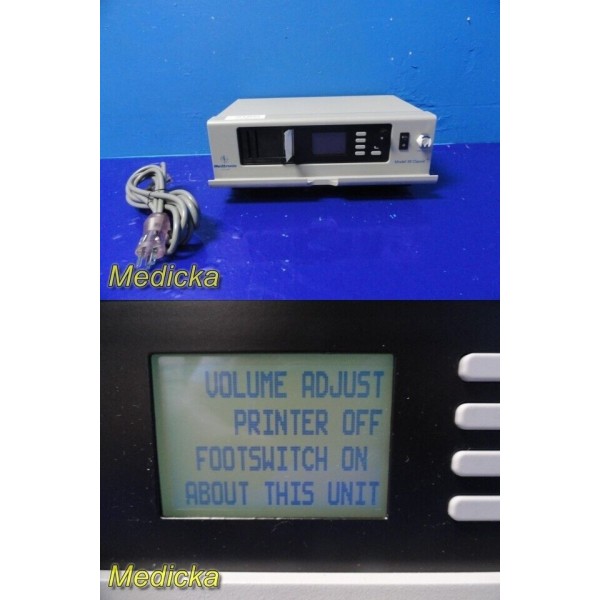 Medicka
VOLUME ADJUST
PRINTER OFF
FOOTSWITCH ON
ABOUT THIS UNIT
Medicka